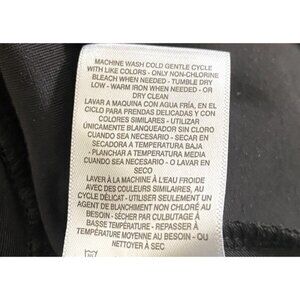 MACHINE WASH COLD GENTLE CYCLE
WITH LIKE COLORS - ONLY NON-CHLORINE
BLEACH WHEN NEEDED - TUMBLE DRY
LOW - WARM IRON WHEN NEEDED - OR
DRY CLEAN
LAVAR A MAQUINA CON AGUA FRÍA, EN EL
CICLO PARA PRENDAS DELICADAS Y CON
COLORES SIMILARES - UTILIZAR
ÚNICAMENTE BLANQUEADOR SIN CLORO
CUANDO SEA NECESARIO - SECAR EN
SECADORA A TEMPERATURA BAJA
- PLANCHAR A TEMPERATURA MEDIA
CUANDO SEA NECESARIO - O LAVAR EN
SECO
LAVER À LA MACHINE À L'EAU FROIDE
AVEC DES COULEURS SIMILAIRES, AU
CYCLE DÉLICAT - UTILISER SEULEMENT UN
AGENT DE BLANCHIMENT NON CHLORÉ AU
BESOIN - SÉCHER PAR CULBUTAGE À
BASSE TEMPÉRATURE - REPASSER À
TEMPÉRATURE MOYENNE AU BESOIN - OU
NETTOYER À SEC